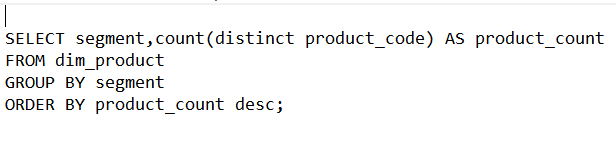 SELECT segment,count(distinct product_code) AS product_count
FROM dim_product
GROUP BY segment
ORDER BY product_count desc;